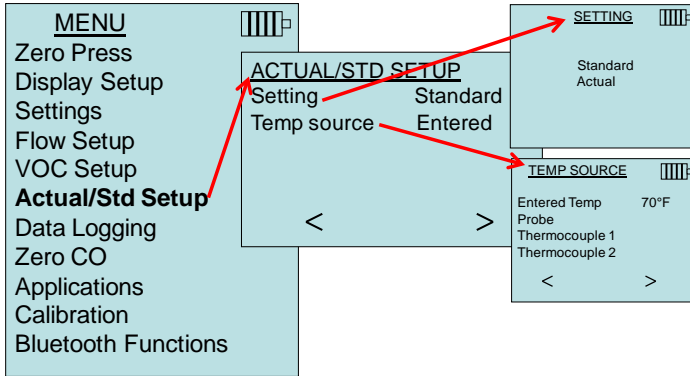 MENU
Zero Press
Display Setup
Settings
Flow Setup
VOC Setup
Actual/Std Setup
Data Logging
Zero CO
Applications
Calibration
Bluetooth Functions
ACTUAL/STD SETUP
Setting Standard
Temp source Entered
< >
SETTING
Standard
Actual
TEMP SOURCE
Entered Temp 70°F
Probe
Thermocouple 1
Thermocouple 2
< >